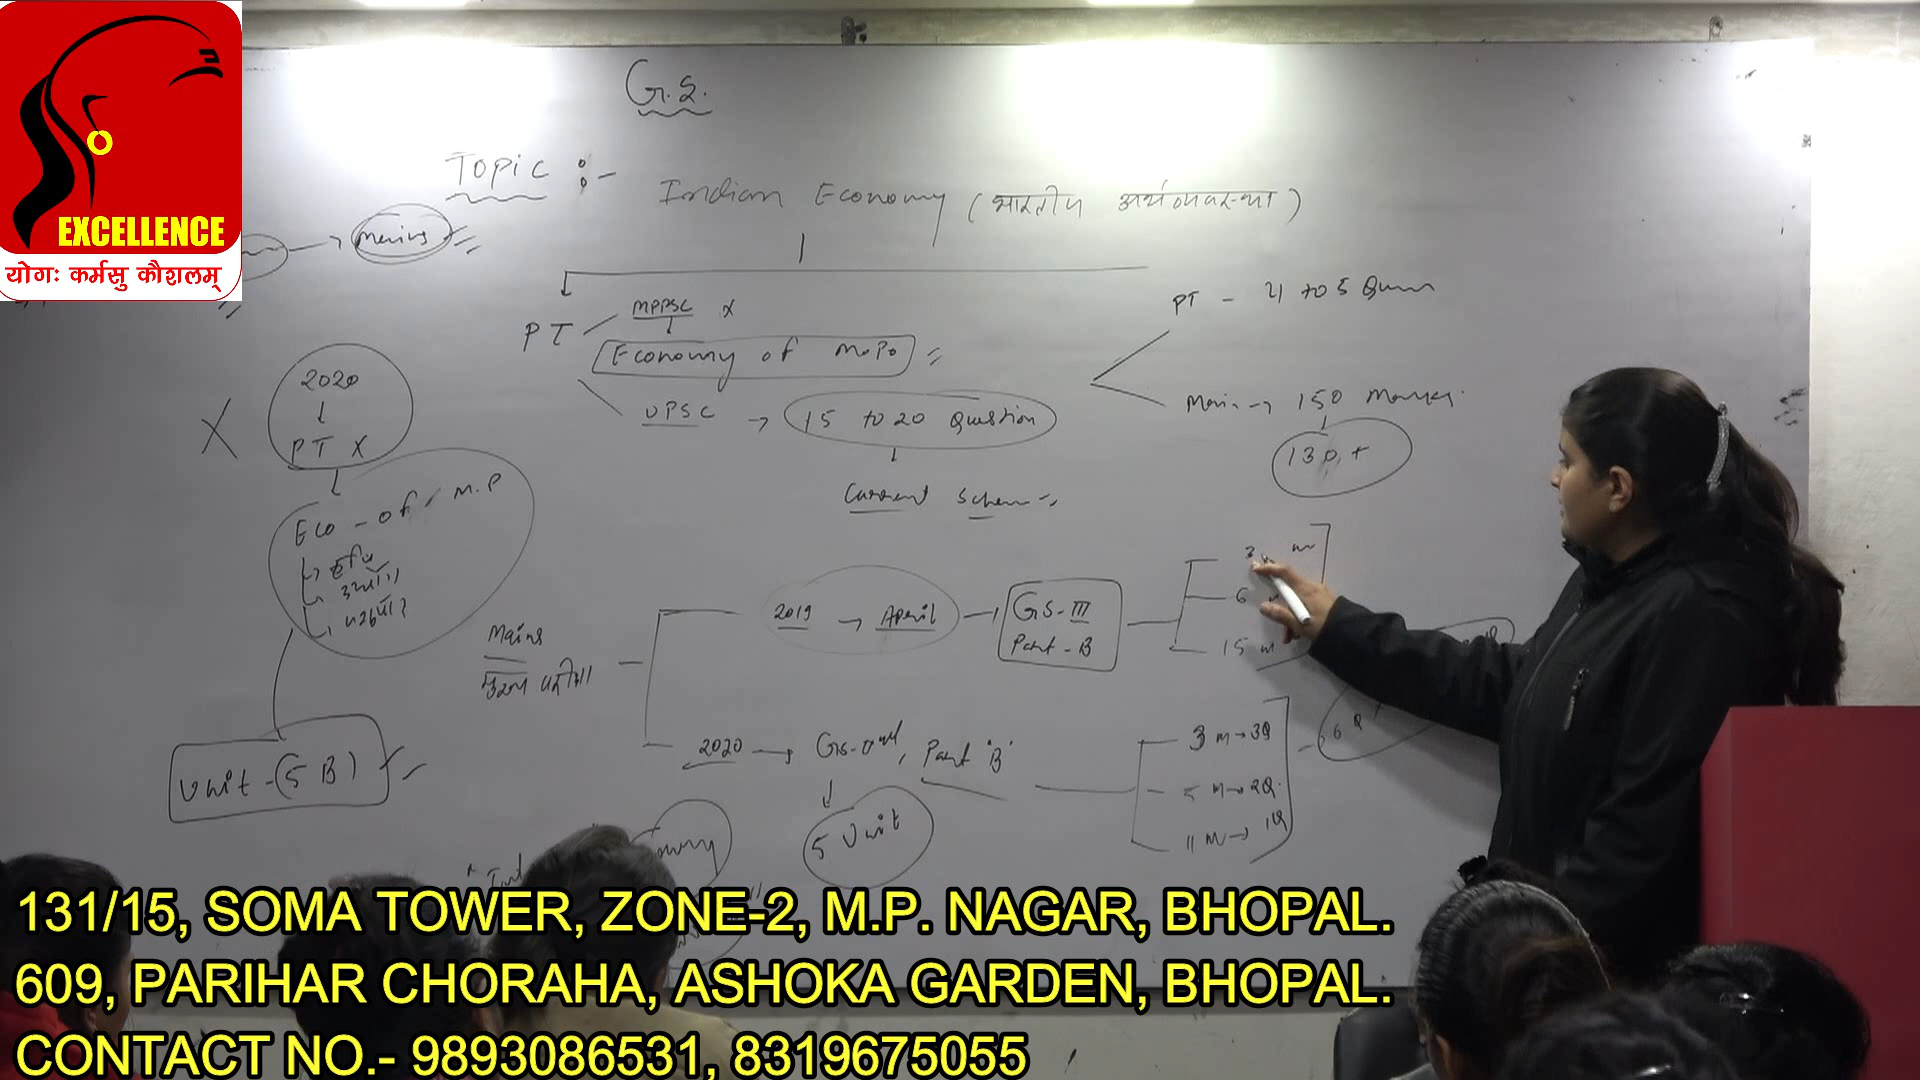 EXCELLENCE
योगः कर्मसु कौशलम्
G.S.
Topic :-
Indian Economy (भारतीय अर्थव्यवस्था)
Mains
PT
MPPSC X
Economy of M.P.
UPSC → 15 to 20 Question
Current Scheme
PT - 4 to 5
Main → 150 Marks.
130+
2020
PT X
Eco - of M.P
कृषि
उद्योग
Unit - (5 B)
Mains
मुख्य परीक्षा
2019 → April → GS-III
Part - B
3 m
6
15 m
2020 → GS- , Part 'B'
5 Unit
3 m → 3Q
5 m → 2Q.
11 m → 1Q
6 Q
131/15, SOMA TOWER, ZONE-2, M.P. NAGAR, BHOPAL.
609, PARIHAR CHORAHA, ASHOKA GARDEN, BHOPAL.
CONTACT NO.- 9893086531, 8319675055